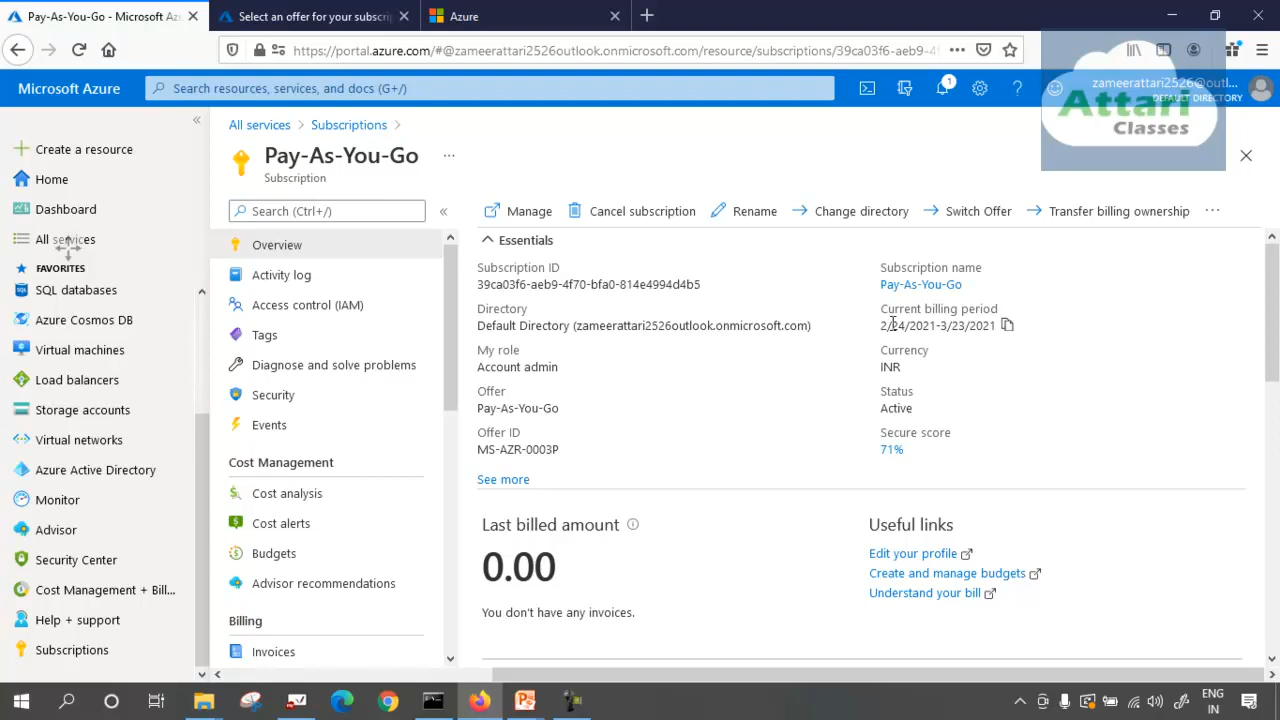 Pay-As-You-Go - Microsoft Az
Select an offer for your subscrip
Azure
https://portal.azure.com/#@zameerattari2526outlook.onmicrosoft.com/resource/subscriptions/39ca03f6-aeb9-4f
Microsoft Azure
Search resources, services, and docs (G+/)
1
zameerattari2526@outl...
DEFAULT DIRECTORY
Attari
Classes
Create a resource
Home
Dashboard
All services
FAVORITES
SQL databases
Azure Cosmos DB
Virtual machines
Load balancers
Storage accounts
Virtual networks
Azure Active Directory
Monitor
Advisor
Security Center
Cost Management + Bill...
Help + support
Subscriptions
All services
Subscriptions
Pay-As-You-Go
Subscription
Search (Ctrl+/)
Overview
Activity log
Access control (IAM)
Tags
Diagnose and solve problems
Security
Events
Cost Management
Cost analysis
Cost alerts
Budgets
Advisor recommendations
Billing
Invoices
Manage
Cancel subscription
Rename
Change directory
Switch Offer
Transfer billing ownership
Essentials
Subscription ID
39ca03f6-aeb9-4f70-bfa0-814e4994d4b5
Directory
Default Directory (zameerattari2526outlook.onmicrosoft.com)
My role
Account admin
Offer
Pay-As-You-Go
Offer ID
MS-AZR-0003P
See more
Subscription name
Pay-As-You-Go
Current billing period
2/24/2021-3/23/2021
Currency
INR
Status
Active
Secure score
71%
Last billed amount
0.00
You don't have any invoices.
Useful links
Edit your profile
Create and manage budgets
Understand your bill
ENG
IN